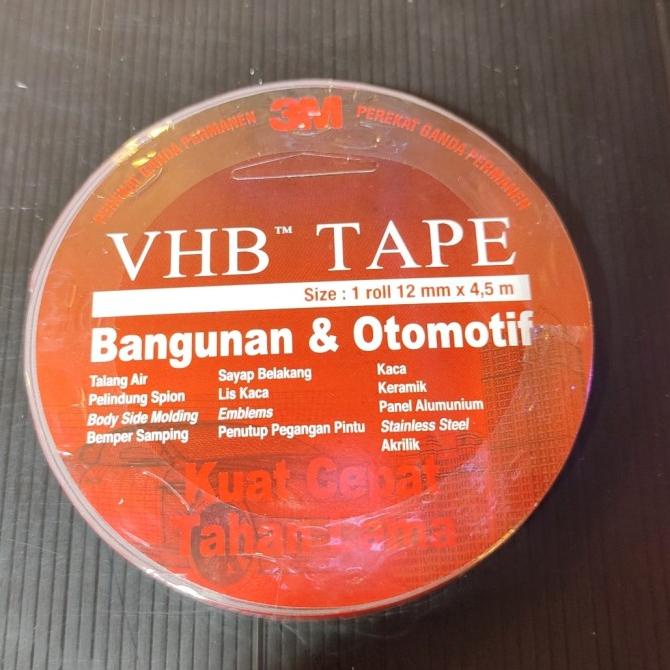 3M
PEREKAT GANDA PERMANEN
PEREKAT GANDA PERMANEN
VHB™ TAPE
Size : 1 roll 12 mm x 4,5 m
Bangunan & Otomotif
Talang Air
Pelindung Spion
Body Side Molding
Bemper Samping
Sayap Belakang
Lis Kaca
Emblems
Penutup Pegangan Pintu
Kaca
Keramik
Panel Alumunium
Stainless Steel
Akrilik
Kuat Cepat
Tahan Lama